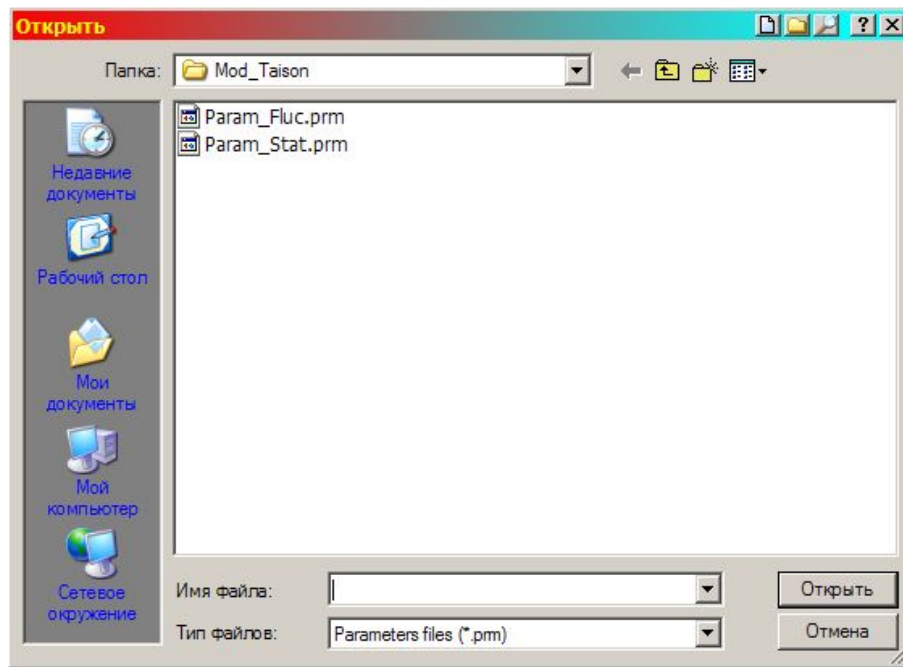 Открыть
Папка: Mod_Taison
Param_Fluc.prm
Param_Stat.prm
Недавние
документы
Рабочий стол
Мои
документы
Мой
компьютер
Сетевое
окружение
Имя файла:
Открыть
Тип файлов: Parameters files (*.prm)
Отмена